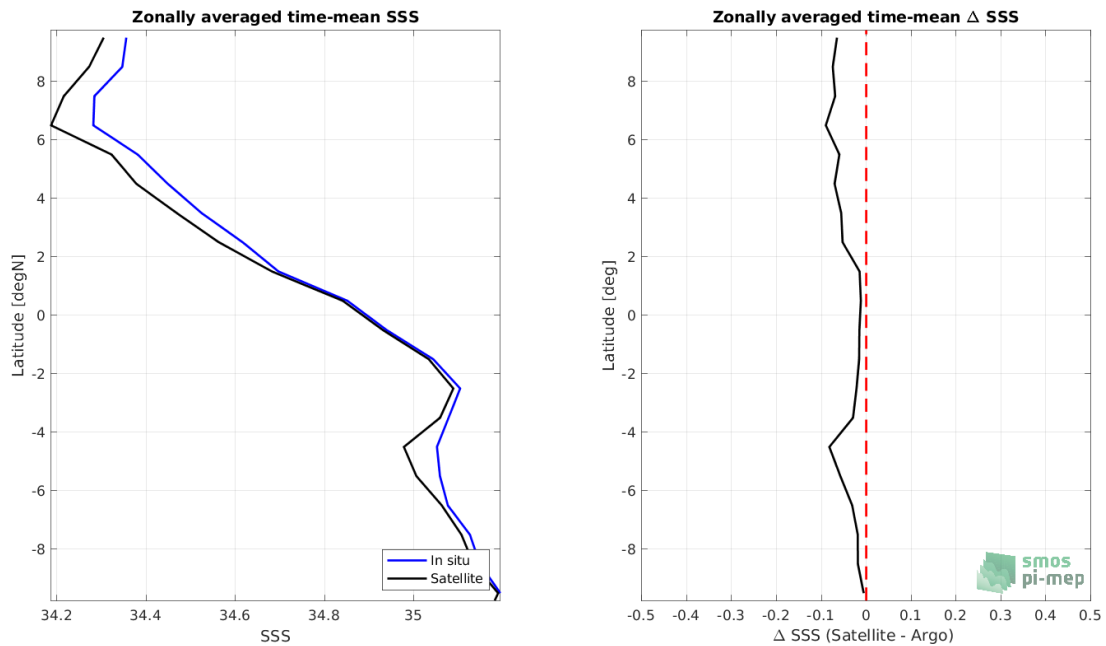 Zonally averaged time-mean SSS
8
6
4
2
0
-2
-4
-6
-8
Latitude [degN]
34.2 34.4 34.6 34.8 35
SSS
In situ
Satellite
Zonally averaged time-mean Δ SSS
8
6
4
2
0
-2
-4
-6
-8
Latitude [deg]
-0.5 -0.4 -0.3 -0.2 -0.1 0 0.1 0.2 0.3 0.4 0.5
Δ SSS (Satellite - Argo)
smos
pi-mep